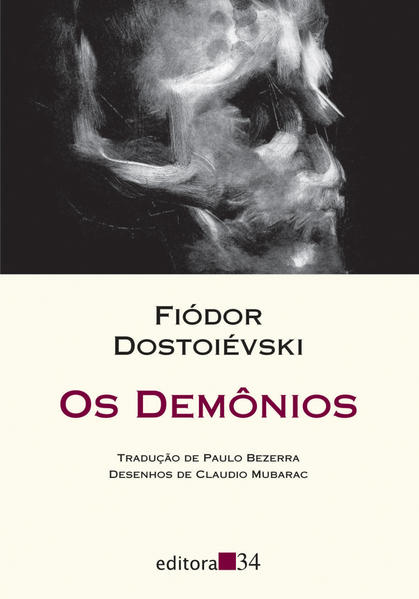 Fiódor
Dostoiévski
Os Demônios
Tradução de Paulo Bezerra
Desenhos de Claudio Mubarac
editora 34